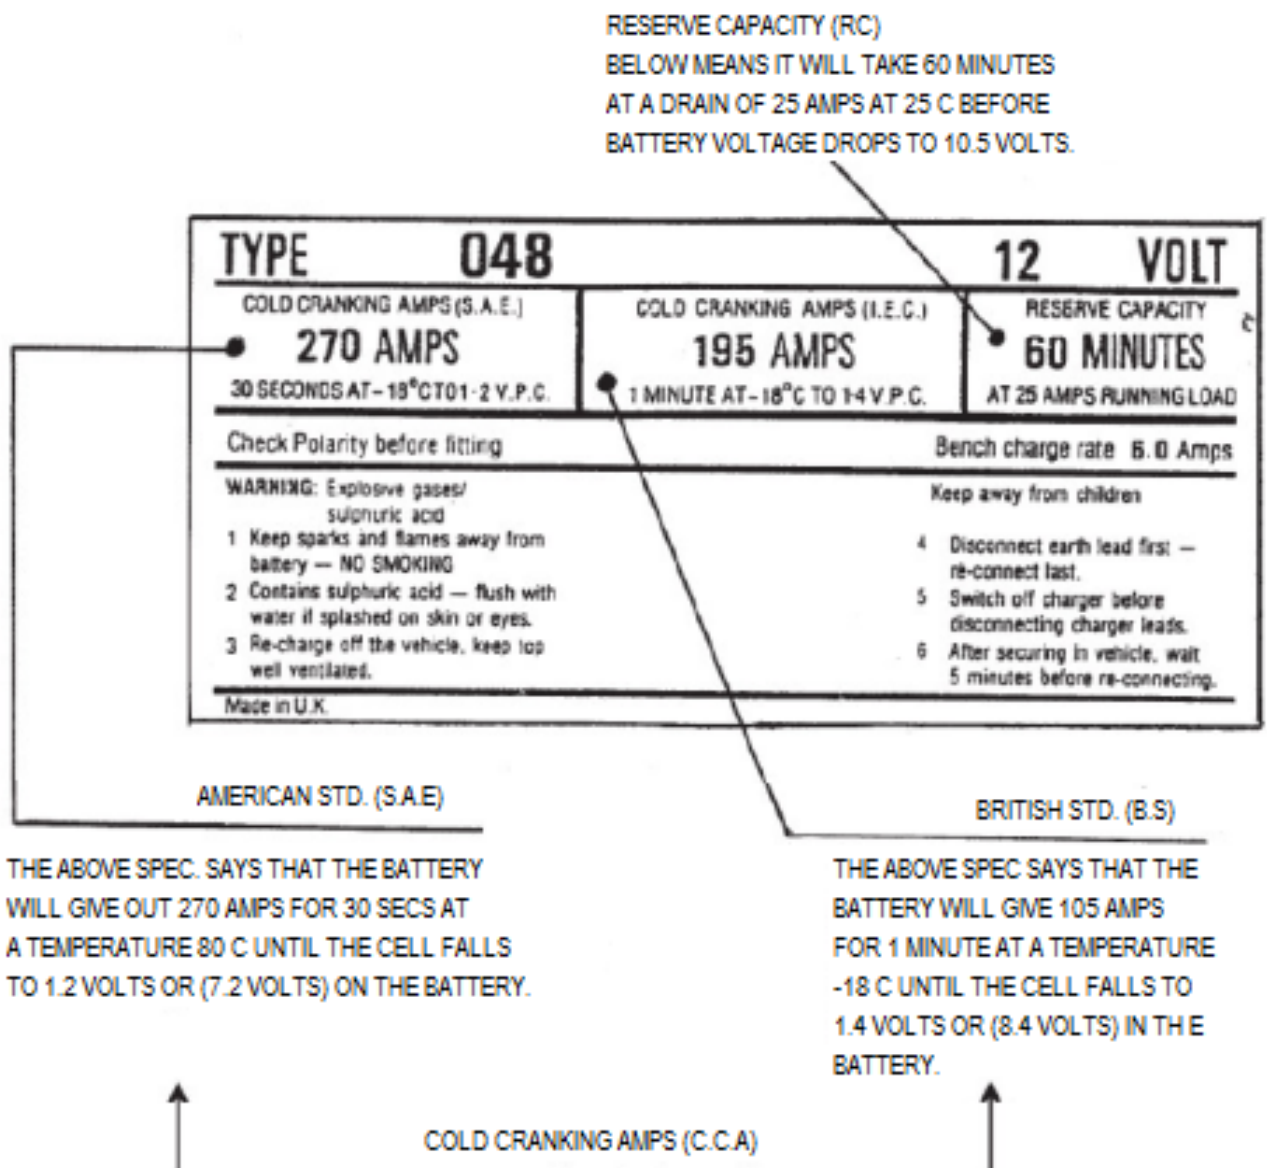 RESERVE CAPACITY (RC)
BELOW MEANS IT WILL TAKE 60 MINUTES
AT A DRAIN OF 25 AMPS AT 25 C BEFORE
BATTERY VOLTAGE DROPS TO 10.5 VOLTS.
TYPE 048 12 VOLT
COLD CRANKING AMPS (S.A.E.)
270 AMPS
30 SECONDS AT -18°C TO 1·2 V.P.C.
COLD CRANKING AMPS (I.E.C.)
195 AMPS
1 MINUTE AT -18°C TO 1·4 V.P.C.
RESERVE CAPACITY
60 MINUTES
AT 25 AMPS RUNNING LOAD
Check Polarity before fitting
Bench charge rate 6.0 Amps
WARNING: Explosive gases/
sulphuric acid
1 Keep sparks and flames away from
battery — NO SMOKING
2 Contains sulphuric acid — flush with
water if splashed on skin or eyes.
3 Re-charge off the vehicle, keep top
well ventilated.
Keep away from children
4 Disconnect earth lead first —
re-connect last.
5 Switch off charger before
disconnecting charger leads.
6 After securing in vehicle, wait
5 minutes before re-connecting.
Made in U.K.
AMERICAN STD. (S.A.E)
THE ABOVE SPEC. SAYS THAT THE BATTERY
WILL GIVE OUT 270 AMPS FOR 30 SECS AT
A TEMPERATURE 80 C UNTIL THE CELL FALLS
TO 1.2 VOLTS OR (7.2 VOLTS) ON THE BATTERY.
BRITISH STD. (B.S)
THE ABOVE SPEC SAYS THAT THE
BATTERY WILL GIVE 105 AMPS
FOR 1 MINUTE AT A TEMPERATURE
-18 C UNTIL THE CELL FALLS TO
1.4 VOLTS OR (8.4 VOLTS) IN TH E
BATTERY.
COLD CRANKING AMPS (C.C.A)